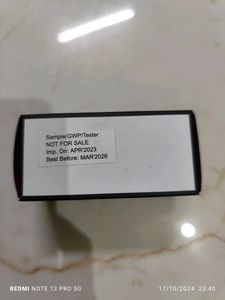 Sample/GWP/Tester
NOT FOR SALE
Imp. On: APR'2023
Best Before: MAR'2026
REDMI NOTE 13 PRO 5G
17/10/2024 23:40